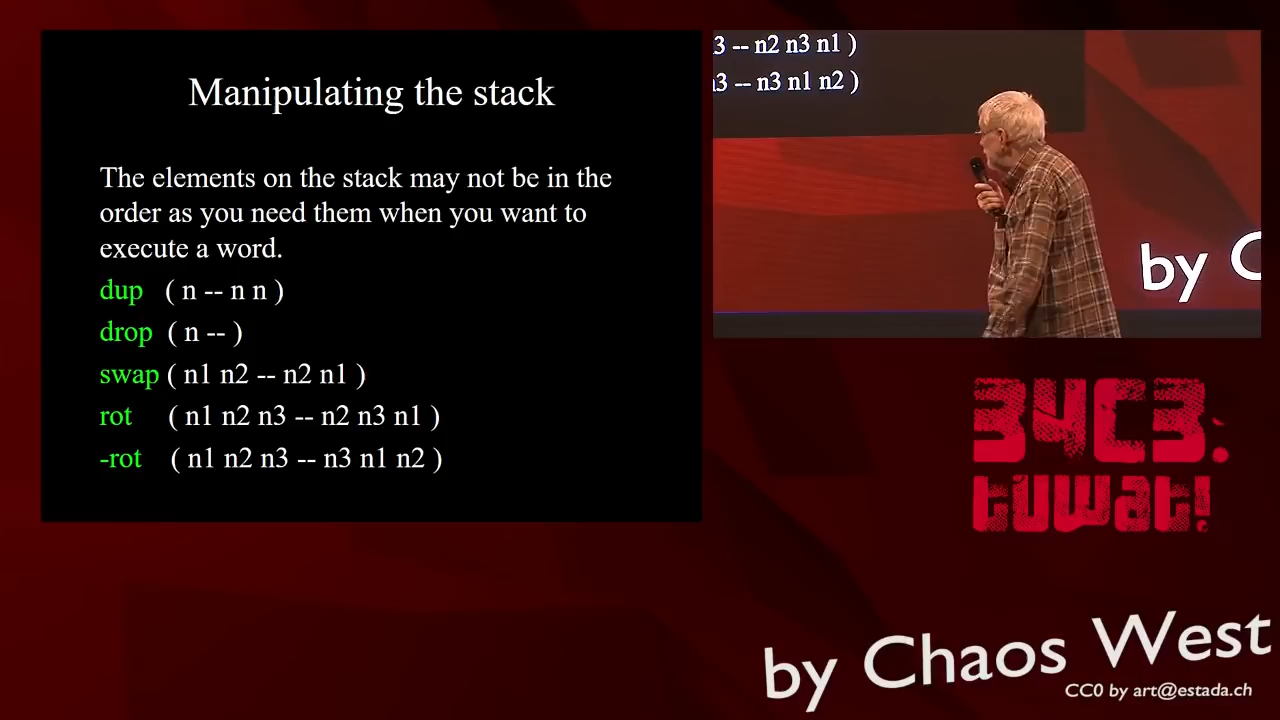 Manipulating the stack
The elements on the stack may not be in the
order as you need them when you want to
execute a word.
dup ( n -- n n )
drop ( n -- )
swap ( n1 n2 -- n2 n1 )
rot ( n1 n2 n3 -- n2 n3 n1 )
-rot ( n1 n2 n3 -- n3 n1 n2 )
3 -- n2 n3 n1 )
n3 -- n3 n1 n2 )
by C
34C3:
tuwat!
by Chaos West
CC0 by art@estada.ch